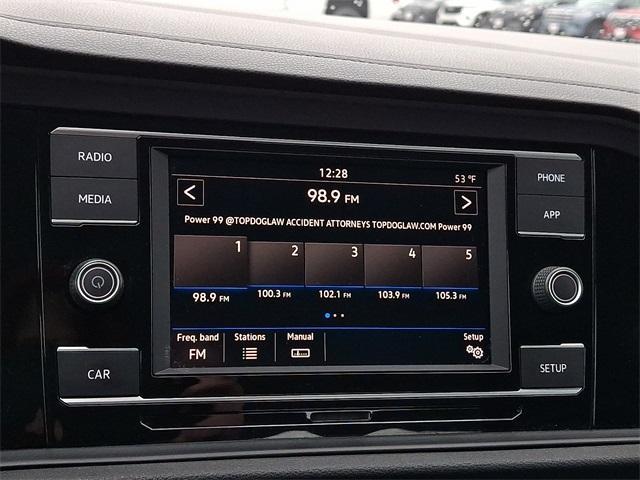 RADIO
MEDIA
CAR
12:28
53 °F
<
98.9 FM
>
Power 99 @TOPDOGLAW ACCIDENT ATTORNEYS TOPDOGLAW.COM Power 99
1
2
3
4
5
98.9 FM
100.3 FM
102.1 FM
103.9 FM
105.3 FM
Freq. band
Stations
Manual
Setup
FM
PHONE
APP
SETUP